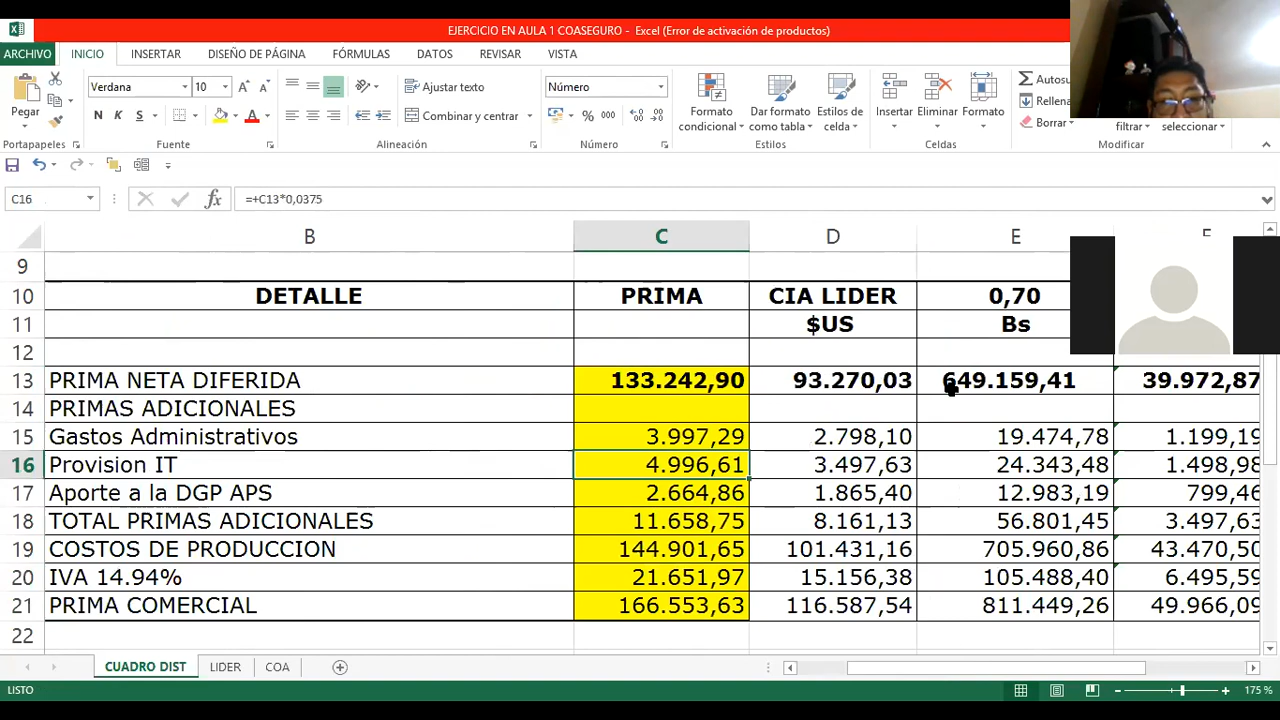 EJERCICIO EN AULA 1 COASEGURO - Excel (Error de activación de productos)
ARCHIVO INICIO INSERTAR DISEÑO DE PÁGINA FÓRMULAS DATOS REVISAR VISTA
Verdana 10 Ajustar texto Número Autosu
Pegar N K S A Combinar y centrar % 000 Formato condicional Dar formato como tabla Estilos de celda Insertar Eliminar Formato Rellena
Borrar filtrar seleccionar
Portapapeles Fuente Alineación Número Estilos Celdas Modificar
C16 fx =+C13*0,0375
B C D E F
9
10 DETALLE PRIMA CIA LIDER 0,70
11 $US Bs
12
13 PRIMA NETA DIFERIDA 133.242,90 93.270,03 649.159,41 39.972,87
14 PRIMAS ADICIONALES
15 Gastos Administrativos 3.997,29 2.798,10 19.474,78 1.199,19
16 Provision IT 4.996,61 3.497,63 24.343,48 1.498,98
17 Aporte a la DGP APS 2.664,86 1.865,40 12.983,19 799,46
18 TOTAL PRIMAS ADICIONALES 11.658,75 8.161,13 56.801,45 3.497,63
19 COSTOS DE PRODUCCION 144.901,65 101.431,16 705.960,86 43.470,50
20 IVA 14.94% 21.651,97 15.156,38 105.488,40 6.495,59
21 PRIMA COMERCIAL 166.553,63 116.587,54 811.449,26 49.966,09
22
CUADRO DIST LIDER COA
LISTO 175 %